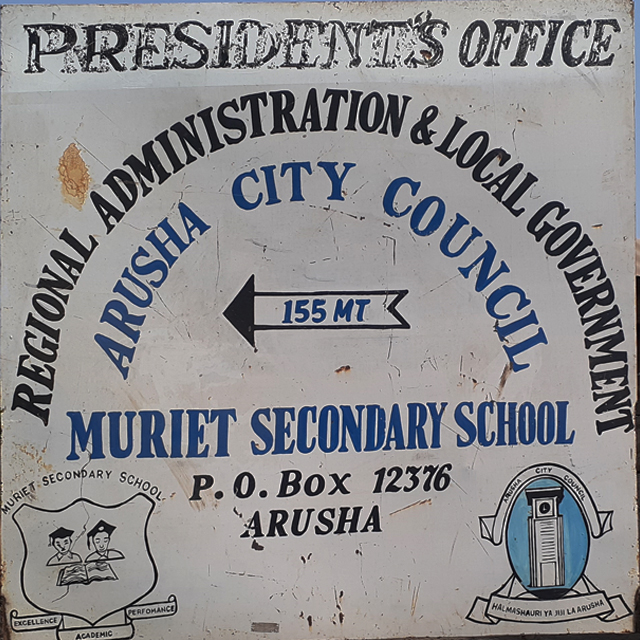 PRESIDENT'S OFFICE
REGIONAL ADMINISTRATION & LOCAL GOVERNMENT
ARUSHA CITY COUNCIL
155 MT
MURIET SECONDARY SCHOOL
P.O. BOX 12376
ARUSHA
MURIET SECONDARY SCHOOL
EXCELLENCE
ACADEMIC
PERFOMANCE
ARUSHA CITY COUNCIL
HALMASHAURI YA JIJI LA ARUSHA